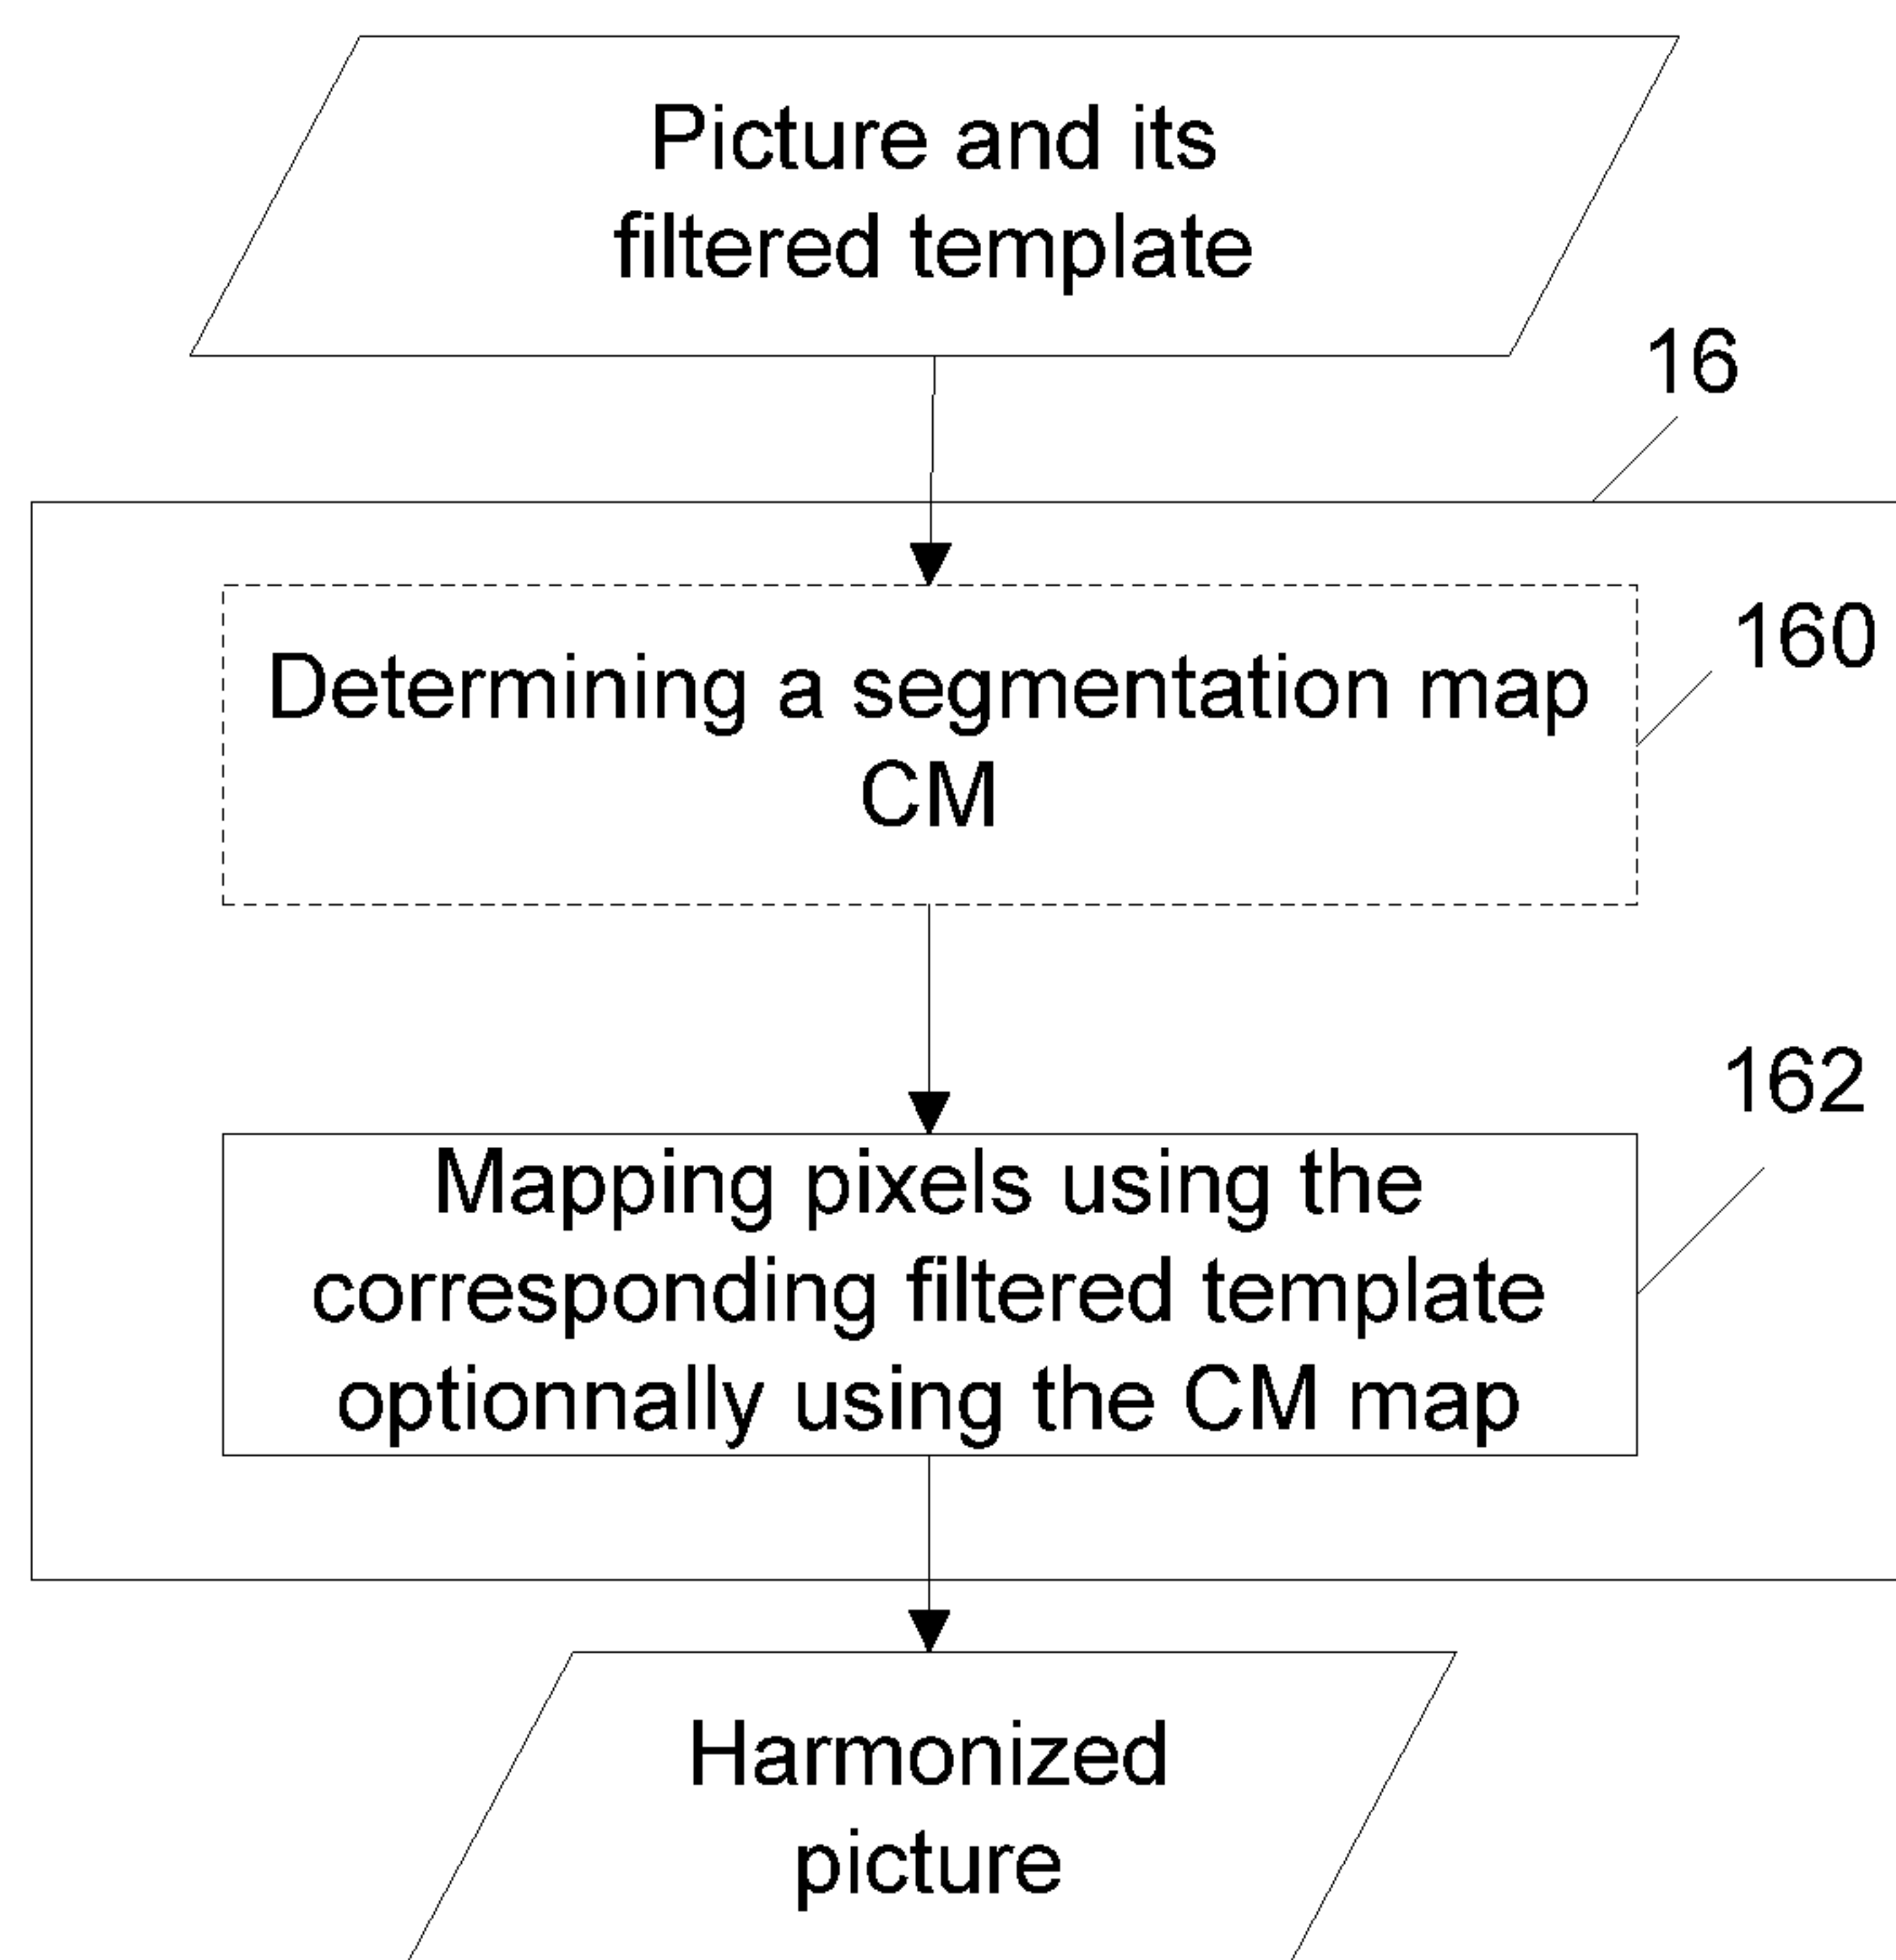 Picture and its
filtered template
16
Determining a segmentation map
CM
160
162
Mapping pixels using the
corresponding filtered template
optionnally using the CM map
Harmonized
picture